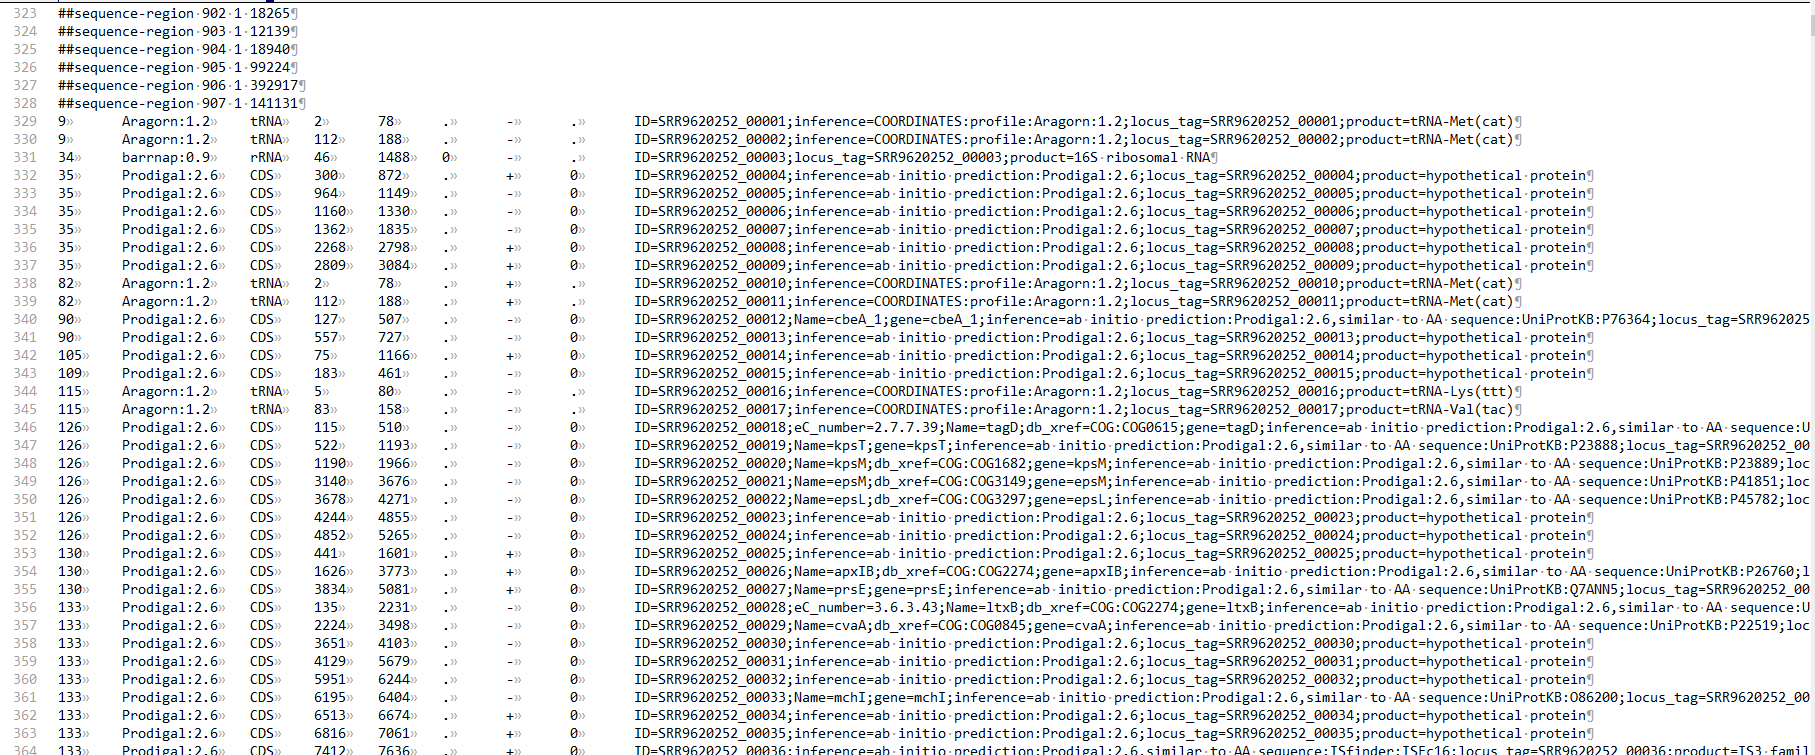 323 ##sequence-region·902·1·18265¶
324 ##sequence-region·903·1·12139¶
325 ##sequence-region·904·1·18940¶
326 ##sequence-region·905·1·99224¶
327 ##sequence-region·906·1·392917¶
328 ##sequence-region·907·1·141131¶
329 9» Aragorn:1.2» tRNA» 2» 78» .» -» .» ID=SRR9620252_00001;inference=COORDINATES:profile:Aragorn:1.2;locus_tag=SRR9620252_00001;product=tRNA-Met(cat)¶
330 9» Aragorn:1.2» tRNA» 112» 188» .» -» .» ID=SRR9620252_00002;inference=COORDINATES:profile:Aragorn:1.2;locus_tag=SRR9620252_00002;product=tRNA-Met(cat)¶
331 34» barrnap:0.9» rRNA» 46» 1488» 0» -» .» ID=SRR9620252_00003;locus_tag=SRR9620252_00003;product=16S·ribosomal·RNA¶
332 35» Prodigal:2.6» CDS» 300» 872» .» +» 0» ID=SRR9620252_00004;inference=ab·initio·prediction:Prodigal:2.6;locus_tag=SRR9620252_00004;product=hypothetical·protein¶
333 35» Prodigal:2.6» CDS» 964» 1149» .» -» 0» ID=SRR9620252_00005;inference=ab·initio·prediction:Prodigal:2.6;locus_tag=SRR9620252_00005;product=hypothetical·protein¶
334 35» Prodigal:2.6» CDS» 1160» 1330» .» -» 0» ID=SRR9620252_00006;inference=ab·initio·prediction:Prodigal:2.6;locus_tag=SRR9620252_00006;product=hypothetical·protein¶
335 35» Prodigal:2.6» CDS» 1362» 1835» .» -» 0» ID=SRR9620252_00007;inference=ab·initio·prediction:Prodigal:2.6;locus_tag=SRR9620252_00007;product=hypothetical·protein¶
336 35» Prodigal:2.6» CDS» 2268» 2798» .» +» 0» ID=SRR9620252_00008;inference=ab·initio·prediction:Prodigal:2.6;locus_tag=SRR9620252_00008;product=hypothetical·protein¶
337 35» Prodigal:2.6» CDS» 2809» 3084» .» +» 0» ID=SRR9620252_00009;inference=ab·initio·prediction:Prodigal:2.6;locus_tag=SRR9620252_00009;product=hypothetical·protein¶
338 82» Aragorn:1.2» tRNA» 2» 78» .» +» .» ID=SRR9620252_00010;inference=COORDINATES:profile:Aragorn:1.2;locus_tag=SRR9620252_00010;product=tRNA-Met(cat)¶
339 82» Aragorn:1.2» tRNA» 112» 188» .» +» .» ID=SRR9620252_00011;inference=COORDINATES:profile:Aragorn:1.2;locus_tag=SRR9620252_00011;product=tRNA-Met(cat)¶
340 90» Prodigal:2.6» CDS» 127» 507» .» -» 0» ID=SRR9620252_00012;Name=cbeA_1;gene=cbeA_1;inference=ab·initio·prediction:Prodigal:2.6,similar·to·AA·sequence:UniProtKB:P76364;locus_tag=SRR962025
341 90» Prodigal:2.6» CDS» 557» 727» .» -» 0» ID=SRR9620252_00013;inference=ab·initio·prediction:Prodigal:2.6;locus_tag=SRR9620252_00013;product=hypothetical·protein¶
342 105» Prodigal:2.6» CDS» 75» 1166» .» +» 0» ID=SRR9620252_00014;inference=ab·initio·prediction:Prodigal:2.6;locus_tag=SRR9620252_00014;product=hypothetical·protein¶
343 109» Prodigal:2.6» CDS» 183» 461» .» -» 0» ID=SRR9620252_00015;inference=ab·initio·prediction:Prodigal:2.6;locus_tag=SRR9620252_00015;product=hypothetical·protein¶
344 115» Aragorn:1.2» tRNA» 5» 80» .» -» .» ID=SRR9620252_00016;inference=COORDINATES:profile:Aragorn:1.2;locus_tag=SRR9620252_00016;product=tRNA-Lys(ttt)¶
345 115» Aragorn:1.2» tRNA» 83» 158» .» -» .» ID=SRR9620252_00017;inference=COORDINATES:profile:Aragorn:1.2;locus_tag=SRR9620252_00017;product=tRNA-Val(tac)¶
346 126» Prodigal:2.6» CDS» 115» 510» .» -» 0» ID=SRR9620252_00018;eC_number=2.7.7.39;Name=tagD;db_xref=COG:COG0615;gene=tagD;inference=ab·initio·prediction:Prodigal:2.6,similar·to·AA·sequence:U
347 126» Prodigal:2.6» CDS» 522» 1193» .» -» 0» ID=SRR9620252_00019;Name=kpsT;gene=kpsT;inference=ab·initio·prediction:Prodigal:2.6,similar·to·AA·sequence:UniProtKB:P23888;locus_tag=SRR9620252_00
348 126» Prodigal:2.6» CDS» 1190» 1966» .» -» 0» ID=SRR9620252_00020;Name=kpsM;db_xref=COG:COG1682;gene=kpsM;inference=ab·initio·prediction:Prodigal:2.6,similar·to·AA·sequence:UniProtKB:P23889;loc
349 126» Prodigal:2.6» CDS» 3140» 3676» .» -» 0» ID=SRR9620252_00021;Name=epsM;db_xref=COG:COG3149;gene=epsM;inference=ab·initio·prediction:Prodigal:2.6,similar·to·AA·sequence:UniProtKB:P41851;loc
350 126» Prodigal:2.6» CDS» 3678» 4271» .» -» 0» ID=SRR9620252_00022;Name=epsL;db_xref=COG:COG3297;gene=epsL;inference=ab·initio·prediction:Prodigal:2.6,similar·to·AA·sequence:UniProtKB:P45782;loc
351 126» Prodigal:2.6» CDS» 4244» 4855» .» -» 0» ID=SRR9620252_00023;inference=ab·initio·prediction:Prodigal:2.6;locus_tag=SRR9620252_00023;product=hypothetical·protein¶
352 126» Prodigal:2.6» CDS» 4852» 5265» .» -» 0» ID=SRR9620252_00024;inference=ab·initio·prediction:Prodigal:2.6;locus_tag=SRR9620252_00024;product=hypothetical·protein¶
353 130» Prodigal:2.6» CDS» 441» 1601» .» +» 0» ID=SRR9620252_00025;inference=ab·initio·prediction:Prodigal:2.6;locus_tag=SRR9620252_00025;product=hypothetical·protein¶
354 130» Prodigal:2.6» CDS» 1626» 3773» .» +» 0» ID=SRR9620252_00026;Name=apxIB;db_xref=COG:COG2274;gene=apxIB;inference=ab·initio·prediction:Prodigal:2.6,similar·to·AA·sequence:UniProtKB:P26760;l
355 130» Prodigal:2.6» CDS» 3834» 5081» .» +» 0» ID=SRR9620252_00027;Name=prsE;gene=prsE;inference=ab·initio·prediction:Prodigal:2.6,similar·to·AA·sequence:UniProtKB:Q7ANN5;locus_tag=SRR9620252_00
356 133» Prodigal:2.6» CDS» 135» 2231» .» -» 0» ID=SRR9620252_00028;eC_number=3.6.3.43;Name=ltxB;db_xref=COG:COG2274;gene=ltxB;inference=ab·initio·prediction:Prodigal:2.6,similar·to·AA·sequence:U
357 133» Prodigal:2.6» CDS» 2224» 3498» .» -» 0» ID=SRR9620252_00029;Name=cvaA;db_xref=COG:COG0845;gene=cvaA;inference=ab·initio·prediction:Prodigal:2.6,similar·to·AA·sequence:UniProtKB:P22519;loc
358 133» Prodigal:2.6» CDS» 3651» 4103» .» -» 0» ID=SRR9620252_00030;inference=ab·initio·prediction:Prodigal:2.6;locus_tag=SRR9620252_00030;product=hypothetical·protein¶
359 133» Prodigal:2.6» CDS» 4129» 5679» .» -» 0» ID=SRR9620252_00031;inference=ab·initio·prediction:Prodigal:2.6;locus_tag=SRR9620252_00031;product=hypothetical·protein¶
360 133» Prodigal:2.6» CDS» 5951» 6244» .» -» 0» ID=SRR9620252_00032;inference=ab·initio·prediction:Prodigal:2.6;locus_tag=SRR9620252_00032;product=hypothetical·protein¶
361 133» Prodigal:2.6» CDS» 6195» 6404» .» -» 0» ID=SRR9620252_00033;Name=mchI;gene=mchI;inference=ab·initio·prediction:Prodigal:2.6,similar·to·AA·sequence:UniProtKB:O86200;locus_tag=SRR9620252_00
362 133» Prodigal:2.6» CDS» 6513» 6674» .» +» 0» ID=SRR9620252_00034;inference=ab·initio·prediction:Prodigal:2.6;locus_tag=SRR9620252_00034;product=hypothetical·protein¶
363 133» Prodigal:2.6» CDS» 6816» 7061» .» +» 0» ID=SRR9620252_00035;inference=ab·initio·prediction:Prodigal:2.6;locus_tag=SRR9620252_00035;product=hypothetical·protein¶
364 133» Prodigal:2.6» CDS» 7412» 7636» .» +» 0» ID=SRR9620252_00036;inference=ab·initio·prediction:Prodigal:2.6,similar·to·AA·sequence:ISfinder:ISEc16;locus_tag=SRR9620252_00036;product=IS3·famil